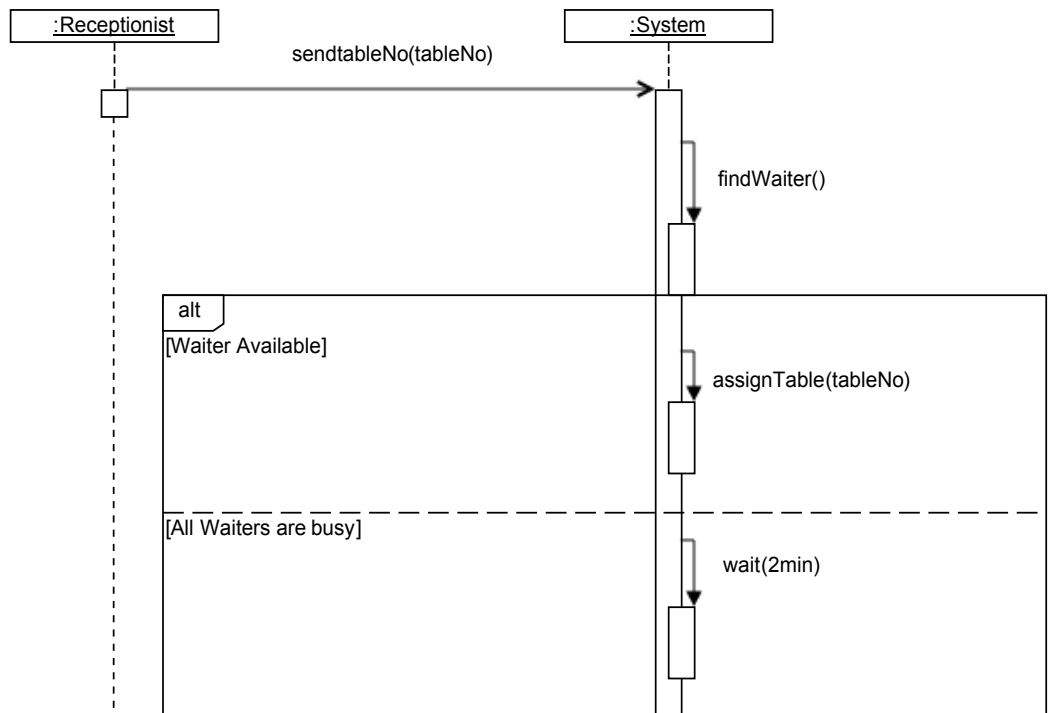 :Receptionist
:System
sendtableNo(tableNo)
findWaiter()
alt
[Waiter Available]
assignTable(tableNo)
[All Waiters are busy]
wait(2min)